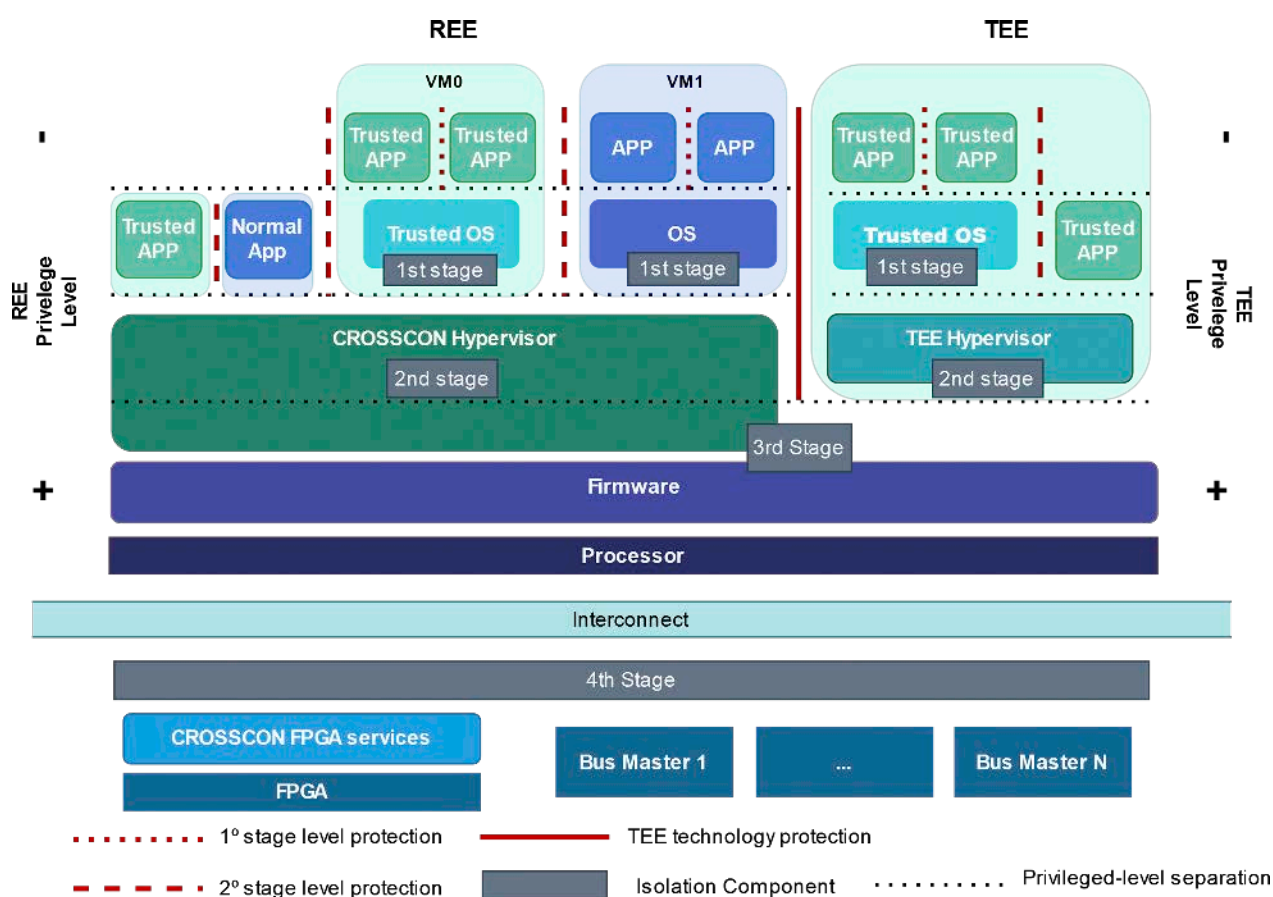 REE
TEE
VM0
VM1
-
-
Trusted
APP
Trusted
APP
APP
APP
Trusted
APP
Trusted
APP
Trusted
APP
Normal
App
Trusted OS
1st stage
OS
1st stage
Trusted OS
1st stage
Trusted
APP
REE
Privelege
Level
TEE
Privelege
Level
CROSSCON Hypervisor
2nd stage
TEE Hypervisor
2nd stage
3rd Stage
+
+
Firmware
Processor
Interconnect
4th Stage
CROSSCON FPGA services
FPGA
Bus Master 1
...
Bus Master N
1º stage level protection
TEE technology protection
2º stage level protection
Isolation Component
Privileged-level separation